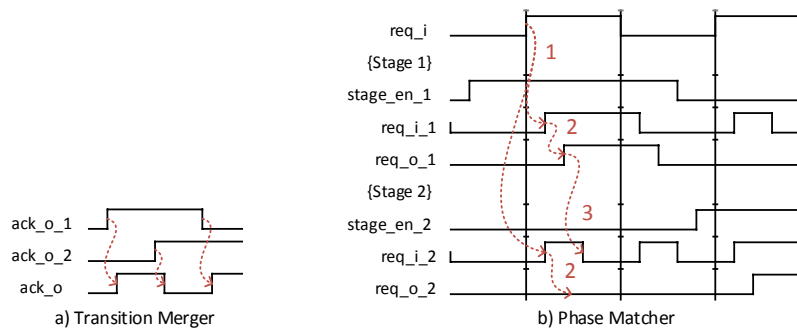 req_i
1
{Stage 1}
stage_en_1
req_i_1
2
req_o_1
{Stage 2}
3
ack_o_1
stage_en_2
ack_o_2
req_i_2
ack_o
2
req_o_2
a) Transition Merger
b) Phase Matcher